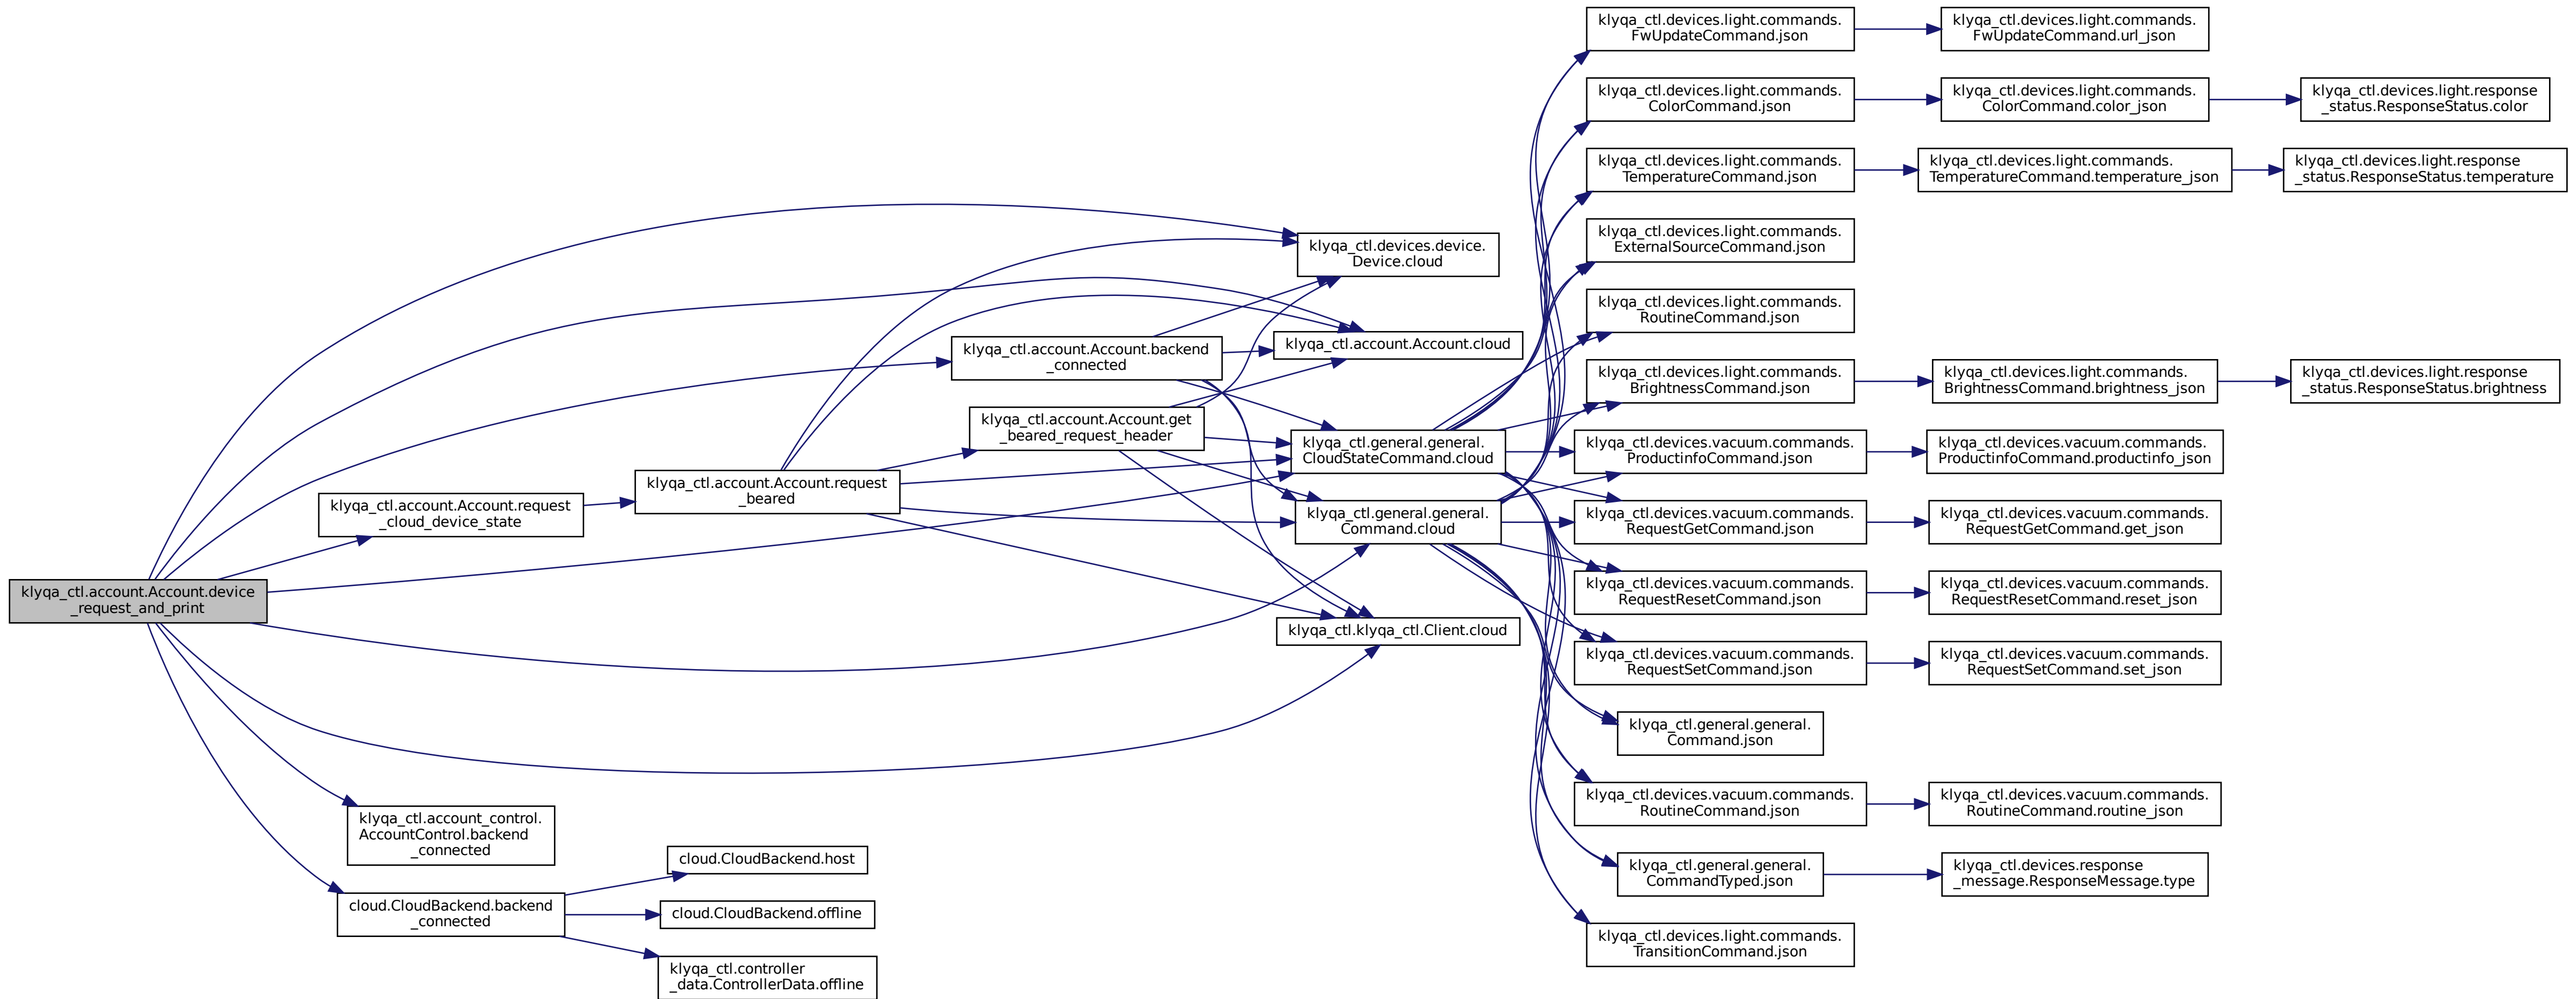 klyqa_ctl.account.Account.device
_request_and_print
klyqa_ctl.account.Account.request
_cloud_device_state
klyqa_ctl.account_control.
AccountControl.backend
_connected
cloud.CloudBackend.backend
_connected
klyqa_ctl.account.Account.request
_beared
cloud.CloudBackend.host
cloud.CloudBackend.offline
klyqa_ctl.controller
_data.ControllerData.offline
klyqa_ctl.account.Account.backend
_connected
klyqa_ctl.account.Account.get
_beared_request_header
klyqa_ctl.devices.device.
Device.cloud
klyqa_ctl.account.Account.cloud
klyqa_ctl.general.general.
CloudStateCommand.cloud
klyqa_ctl.general.general.
Command.cloud
klyqa_ctl.klyqa_ctl.Client.cloud
klyqa_ctl.devices.light.commands.
FwUpdateCommand.json
klyqa_ctl.devices.light.commands.
FwUpdateCommand.url_json
klyqa_ctl.devices.light.commands.
ColorCommand.json
klyqa_ctl.devices.light.commands.
ColorCommand.color_json
klyqa_ctl.devices.light.response
_status.ResponseStatus.color
klyqa_ctl.devices.light.commands.
TemperatureCommand.json
klyqa_ctl.devices.light.commands.
TemperatureCommand.temperature_json
klyqa_ctl.devices.light.response
_status.ResponseStatus.temperature
klyqa_ctl.devices.light.commands.
ExternalSourceCommand.json
klyqa_ctl.devices.light.commands.
RoutineCommand.json
klyqa_ctl.devices.light.commands.
BrightnessCommand.json
klyqa_ctl.devices.light.commands.
BrightnessCommand.brightness_json
klyqa_ctl.devices.light.response
_status.ResponseStatus.brightness
klyqa_ctl.devices.vacuum.commands.
ProductinfoCommand.json
klyqa_ctl.devices.vacuum.commands.
ProductinfoCommand.productinfo_json
klyqa_ctl.devices.vacuum.commands.
RequestGetCommand.json
klyqa_ctl.devices.vacuum.commands.
RequestGetCommand.get_json
klyqa_ctl.devices.vacuum.commands.
RequestResetCommand.json
klyqa_ctl.devices.vacuum.commands.
RequestResetCommand.reset_json
klyqa_ctl.devices.vacuum.commands.
RequestSetCommand.json
klyqa_ctl.devices.vacuum.commands.
RequestSetCommand.set_json
klyqa_ctl.general.general.
Command.json
klyqa_ctl.devices.vacuum.commands.
RoutineCommand.json
klyqa_ctl.devices.vacuum.commands.
RoutineCommand.routine_json
klyqa_ctl.general.general.
CommandTyped.json
klyqa_ctl.devices.response
_message.ResponseMessage.type
klyqa_ctl.devices.light.commands.
TransitionCommand.json